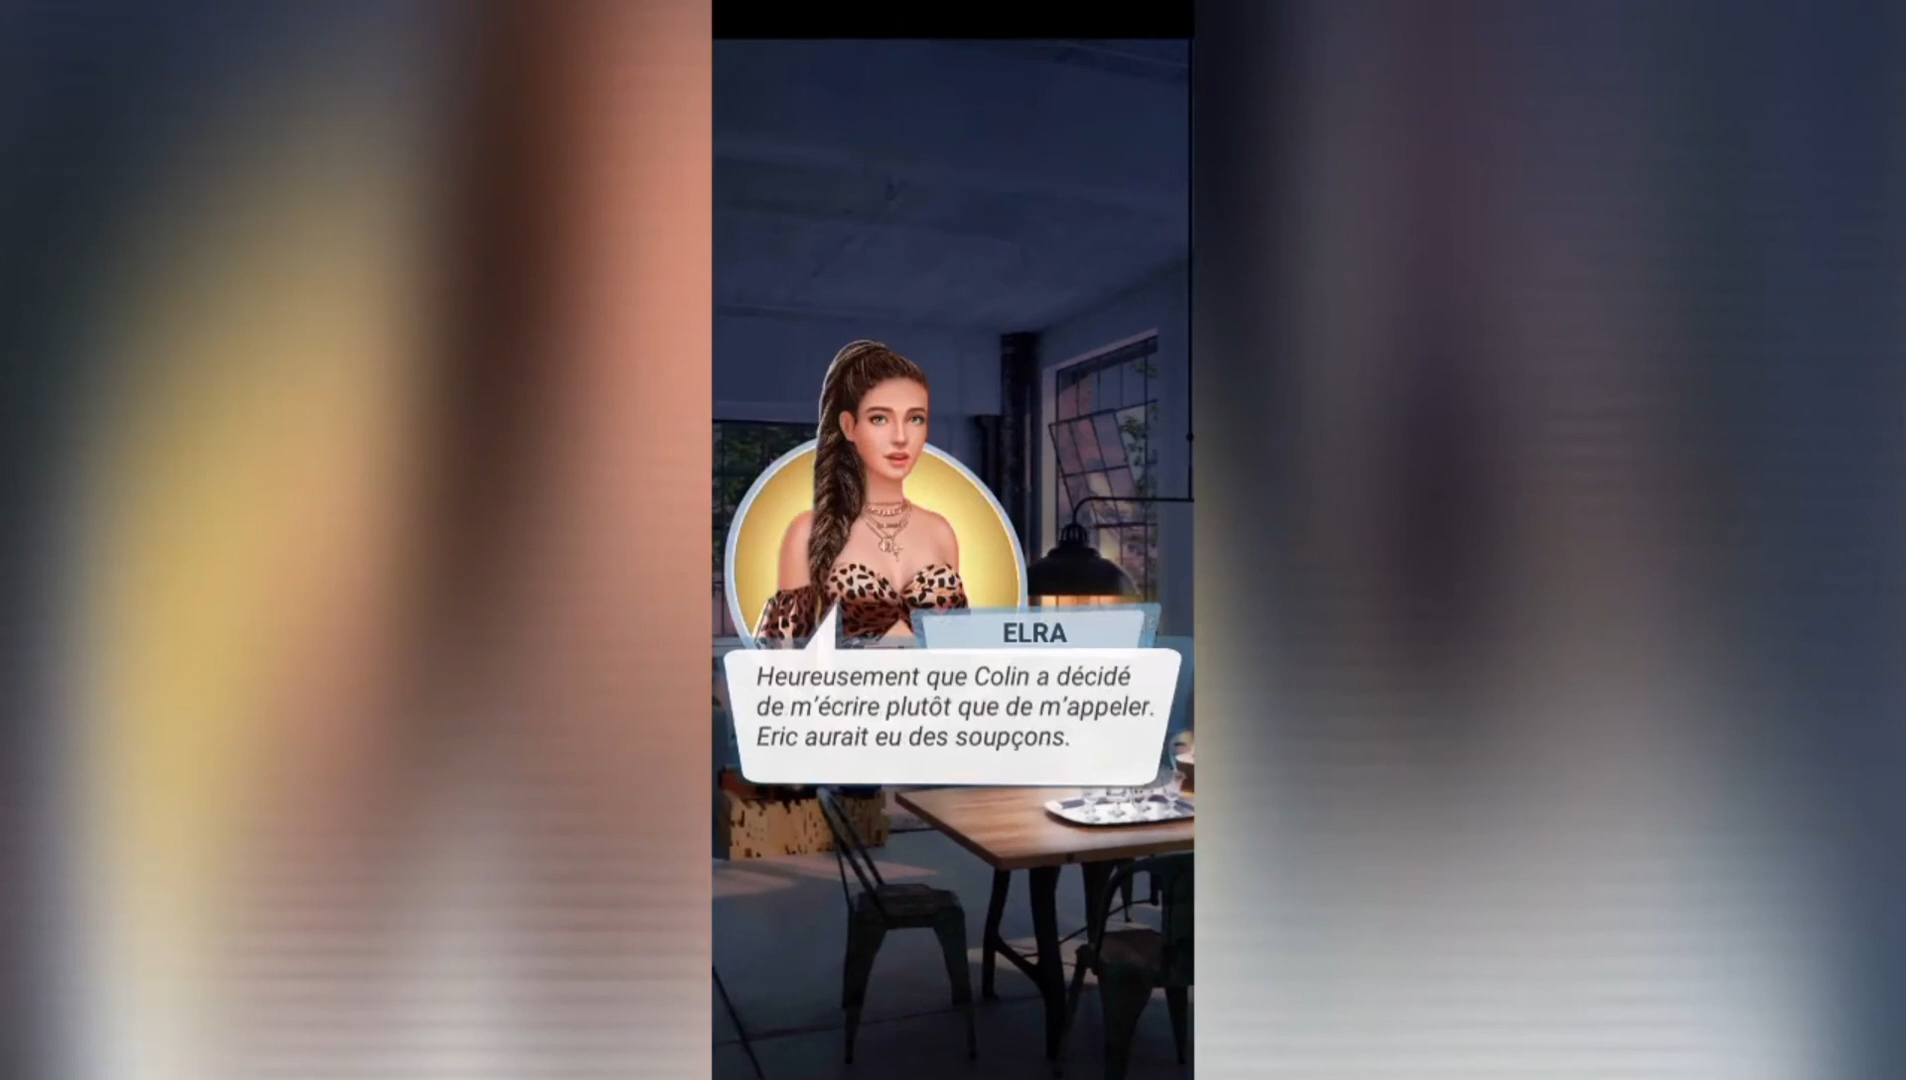 ELRA
Heureusement que Colin a décidé
de m'écrire plutôt que de m'appeler.
Eric aurait eu des soupçons.